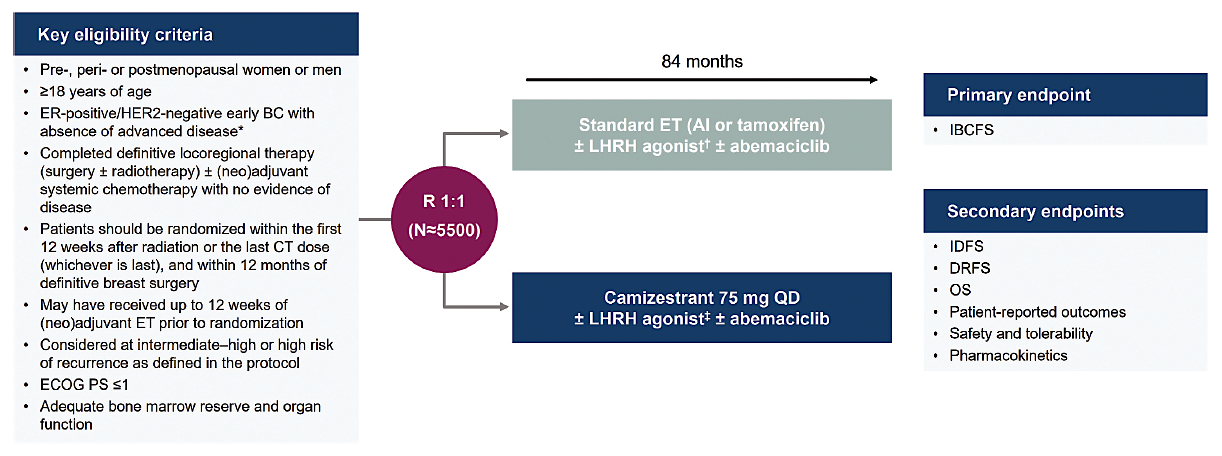 Key eligibility criteria
• Pre-, peri- or postmenopausal women or men
• ≥18 years of age
• ER-positive/HER2-negative early BC with
absence of advanced disease*
• Completed definitive locoregional therapy
(surgery ± radiotherapy) ± (neo)adjuvant
systemic chemotherapy with no evidence of
disease
• Patients should be randomized within the first
12 weeks after radiation or the last CT dose
(whichever is last), and within 12 months of
definitive breast surgery
• May have received up to 12 weeks of
(neo)adjuvant ET prior to randomization
• Considered at intermediate–high or high risk
of recurrence as defined in the protocol
• ECOG PS ≤1
• Adequate bone marrow reserve and organ
function
R 1:1
(N≈5500)
84 months
Standard ET (AI or tamoxifen)
± LHRH agonist† ± abemaciclib
Camizestrant 75 mg QD
± LHRH agonist‡ ± abemaciclib
Primary endpoint
• IBCFS
Secondary endpoints
• IDFS
• DRFS
• OS
• Patient-reported outcomes
• Safety and tolerability
• Pharmacokinetics